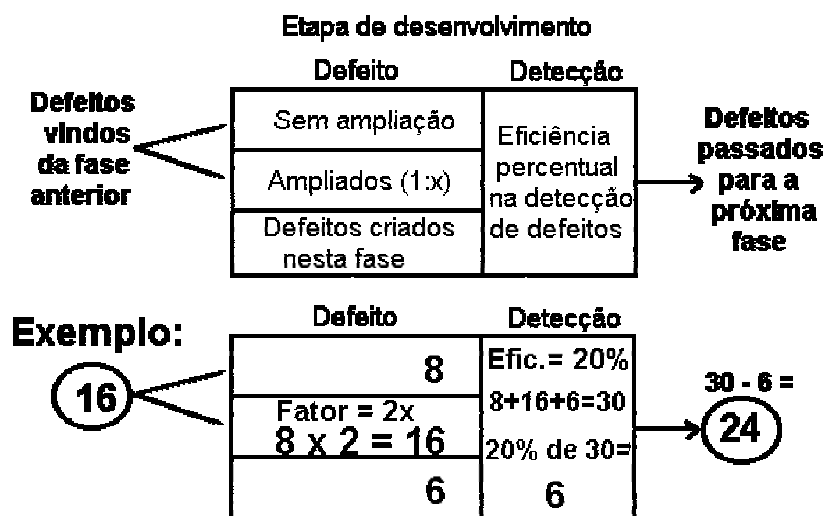 Etapa de desenvolvimento
Defeito
Detecção
Defeitos
vindos
da fase
anterior
Sem ampliação
Ampliados (1:x)
Defeitos criados
nesta fase
Eficiência
percentual
na detecção
de defeitos
Defeitos
passados
para a
próxima
fase
Exemplo:
16
Defeito
Detecção
8
Fator = 2x
8 x 2 = 16
6
Efic.= 20%
8+16+6=30
20% de 30=
6
30 - 6 =
24